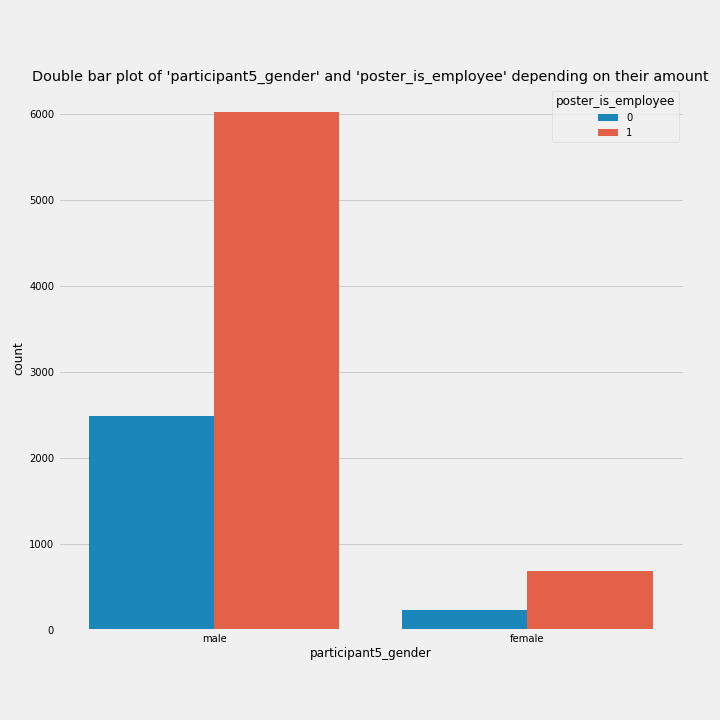 Double bar plot of 'participant5_gender' and 'poster_is_employee' depending on their amount
poster_is_employee
0
1
6000
5000
4000
3000
2000
1000
0
count
male
female
participant5_gender